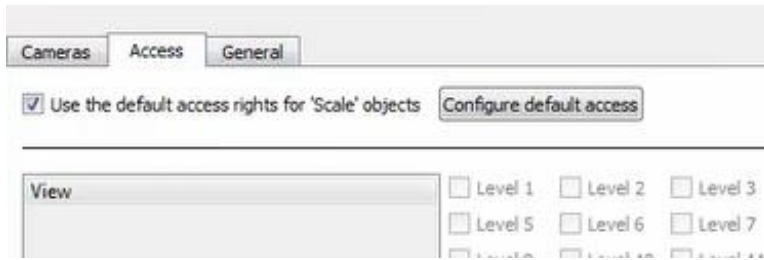 Cameras Access General
Use the default access rights for 'Scale' objects Configure default access
View
Level 1 Level 2 Level 3
Level 5 Level 6 Level 7